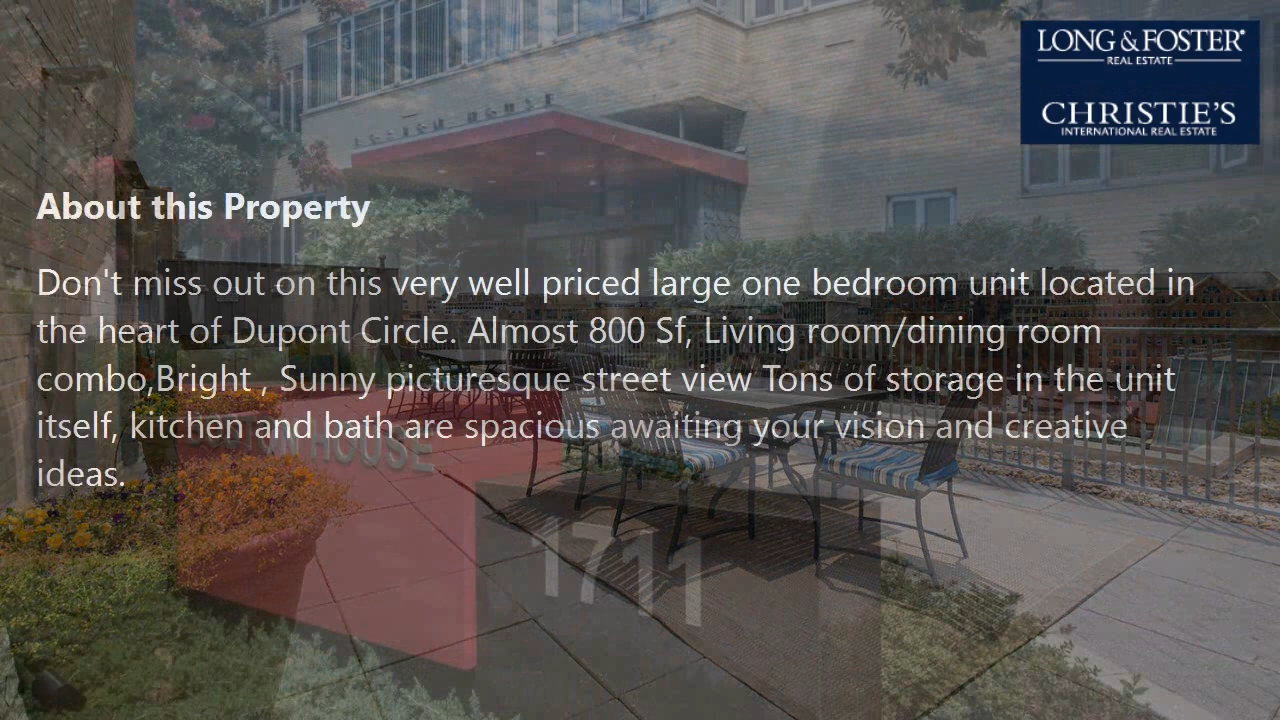 LONG & FOSTER®
REAL ESTATE
CHRISTIE'S
INTERNATIONAL REAL ESTATE
About this Property
Don't miss out on this very well priced large one bedroom unit located in
the heart of Dupont Circle. Almost 800 Sf, Living room/dining room
combo,Bright , Sunny picturesque street view Tons of storage in the unit
itself, kitchen and bath are spacious awaiting your vision and creative
ideas.
1711